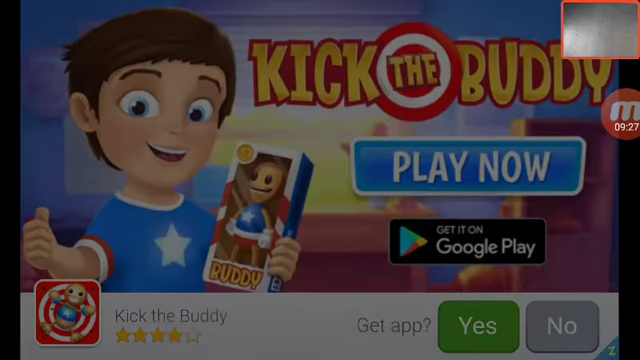 KICK THE BUDDY
PLAY NOW
BUDDY
GET IT ON
Google Play
09:27
Kick the Buddy
Get app?
Yes
No